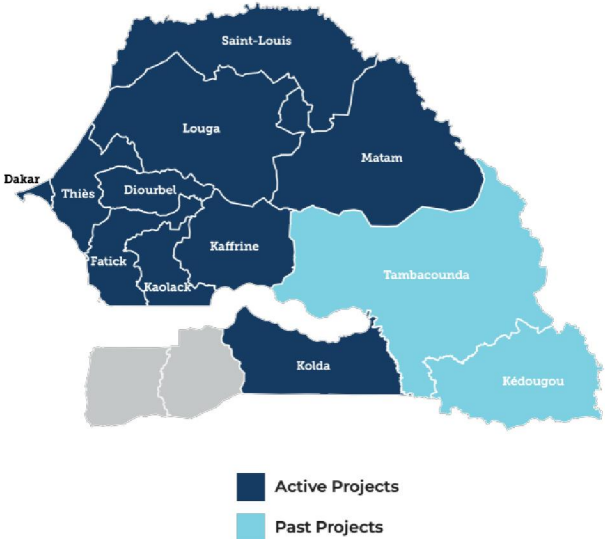 Saint-Louis
Louga
Matam
Dakar
Thiès
Diourbel
Kaffrine
Fatick
Kaolack
Tambacounda
Kolda
Kédougou
Active Projects
Past Projects